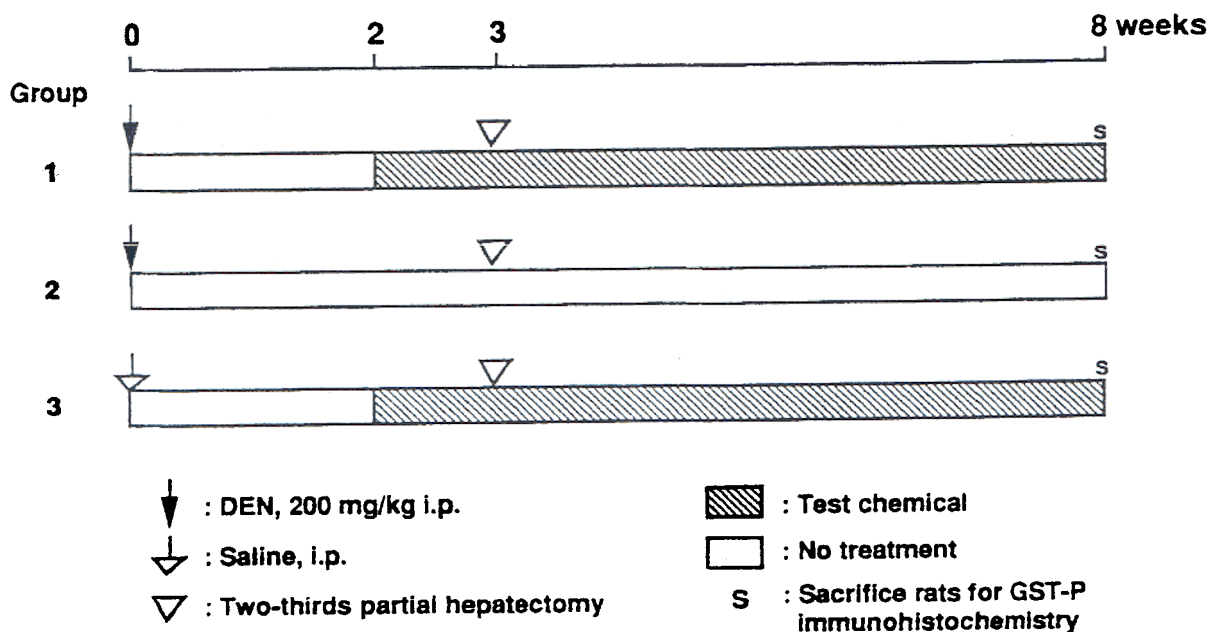 0 2 3 8 weeks
Group
S
1
S
2
S
3
: DEN, 200 mg/kg i.p.
: Saline, i.p.
: Two-thirds partial hepatectomy
: Test chemical
: No treatment
S : Sacrifice rats for GST-P
immunohistochemistry